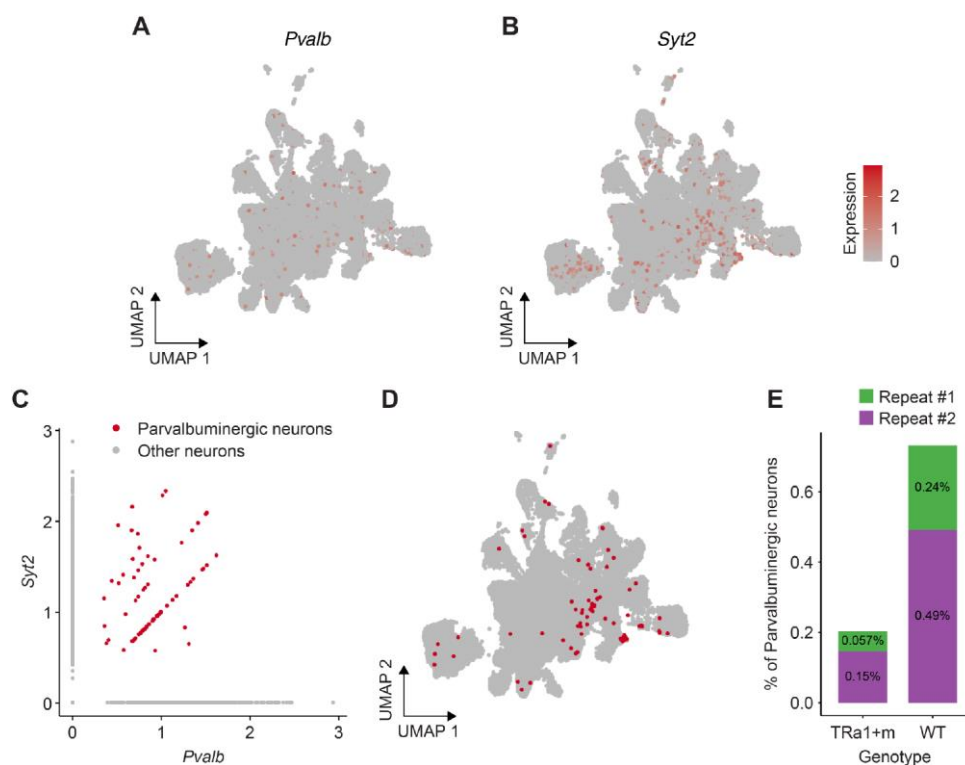 A
Pvalb
UMAP 2
UMAP 1
B
Syt2
UMAP 2
UMAP 1
Expression
2
1
0
C
Parvalbuminergic neurons
Other neurons
3
2
1
0
Syt2
0 1 2 3
Pvalb
D
UMAP 2
UMAP 1
E
Repeat #1
Repeat #2
% of Parvalbuminergic neurons
0.6
0.4
0.2
0.0
0.24%
0.49%
0.057%
0.15%
TRa1+m WT
Genotype